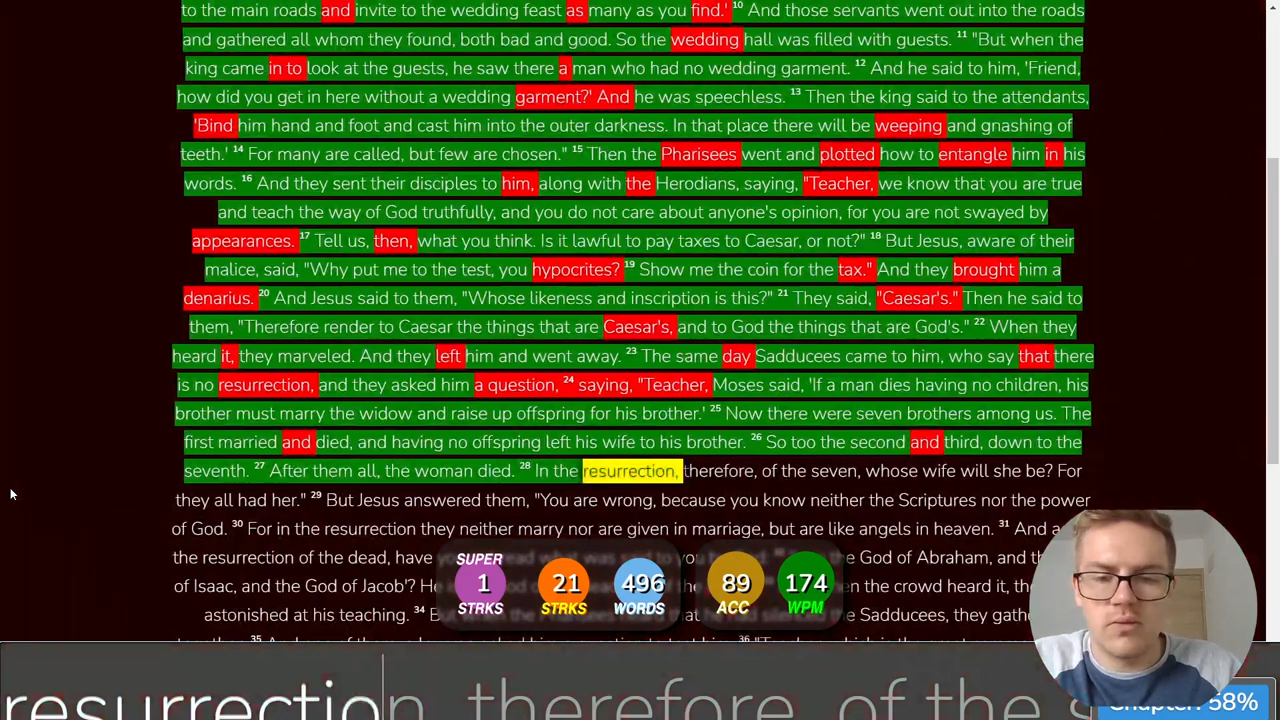 to the main roads and invite to the wedding feast as many as you find.' 10 And those servants went out into the roads
and gathered all whom they found, both bad and good. So the wedding hall was filled with guests. 11 "But when the
king came in to look at the guests, he saw there a man who had no wedding garment. 12 And he said to him, 'Friend,
how did you get in here without a wedding garment?' And he was speechless. 13 Then the king said to the attendants,
'Bind him hand and foot and cast him into the outer darkness. In that place there will be weeping and gnashing of
teeth.' 14 For many are called, but few are chosen." 15 Then the Pharisees went and plotted how to entangle him in his
words. 16 And they sent their disciples to him, along with the Herodians, saying, "Teacher, we know that you are true
and teach the way of God truthfully, and you do not care about anyone's opinion, for you are not swayed by
appearances. 17 Tell us, then, what you think. Is it lawful to pay taxes to Caesar, or not?" 18 But Jesus, aware of their
malice, said, "Why put me to the test, you hypocrites? 19 Show me the coin for the tax." And they brought him a
denarius. 20 And Jesus said to them, "Whose likeness and inscription is this?" 21 They said, "Caesar's." Then he said to
them, "Therefore render to Caesar the things that are Caesar's, and to God the things that are God's." 22 When they
heard it, they marveled. And they left him and went away. 23 The same day Sadducees came to him, who say that there
is no resurrection, and they asked him a question, 24 saying, "Teacher, Moses said, 'If a man dies having no children, his
brother must marry the widow and raise up offspring for his brother.' 25 Now there were seven brothers among us. The
first married and died, and having no offspring left his wife to his brother. 26 So too the second and third, down to the
seventh. 27 After them all, the woman died. 28 In the resurrection, therefore, of the seven, whose wife will she be? For
they all had her." 29 But Jesus answered them, "You are wrong, because you know neither the Scriptures nor the power
of God. 30 For in the resurrection they neither marry nor are given in marriage, but are like angels in heaven. 31 And
the resurrection of the dead, have you read what was said to you the God of Abraham, and the
of Isaac, and the God of Jacob'? He the crowd heard it, they
astonished at his teaching. 34 But the Sadducees, they gath
SUPER 1 STRKS
21 STRKS
496 WORDS
89 ACC
174 WPM
resurrection, therefore, of the s
Chapter: 58%